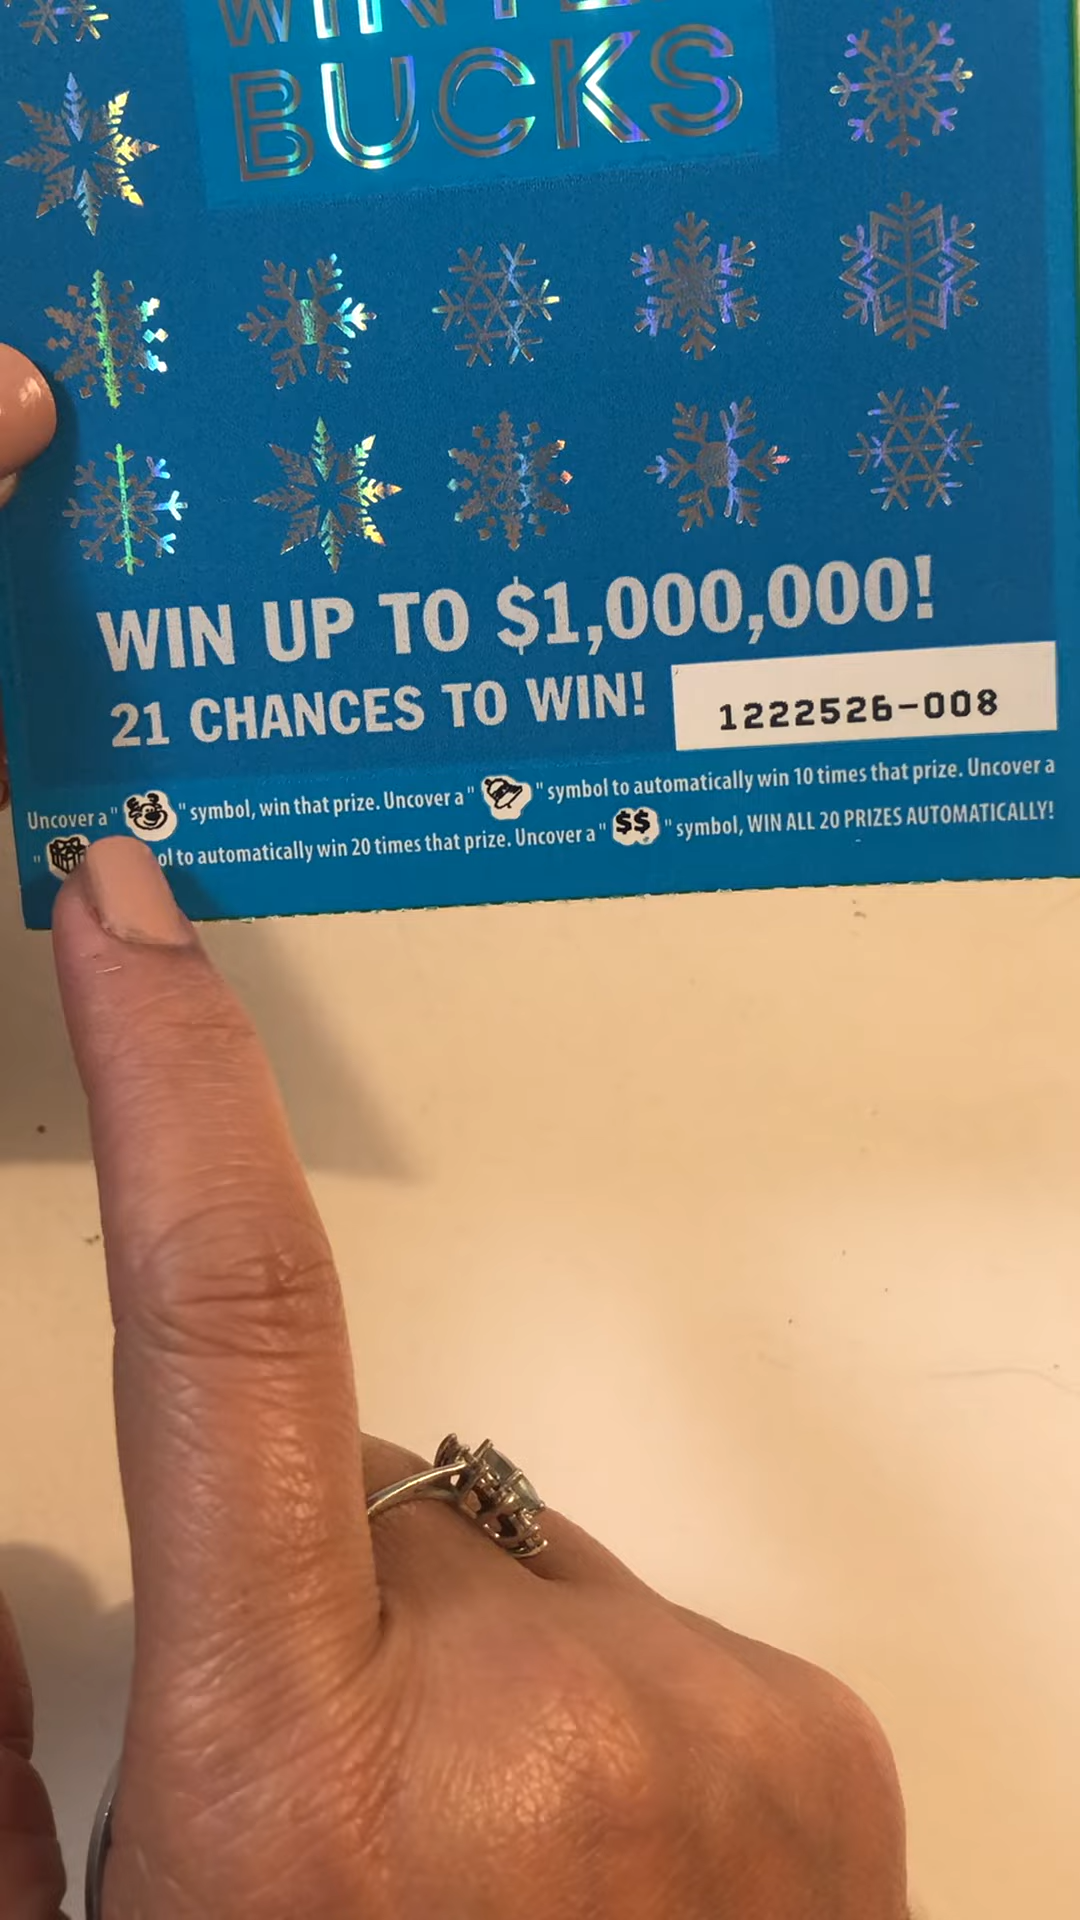 BUCKS
WIN UP TO $1,000,000!
21 CHANCES TO WIN!
1222526-008
Uncover a " " symbol, win that prize. Uncover a " " symbol to automatically win 10 times that prize. Uncover a
" ol to automatically win 20 times that prize. Uncover a " $$ " symbol, WIN ALL 20 PRIZES AUTOMATICALLY!